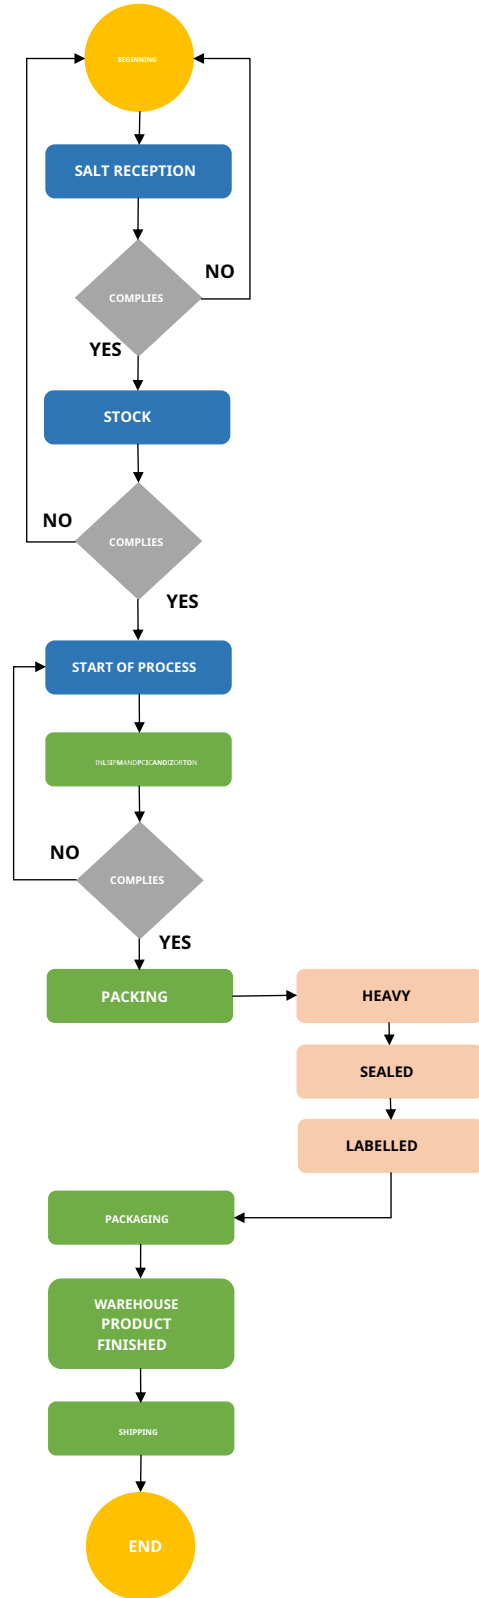 BEGINNING
SALT RECEPTION
COMPLIES
NO
YES
STOCK
COMPLIES
NO
YES
START OF PROCESS
COMPLIES
NO
YES
PACKING
HEAVY
SEALED
LABELLED
PACKAGING
WAREHOUSE
PRODUCT
FINISHED
SHIPPING
END